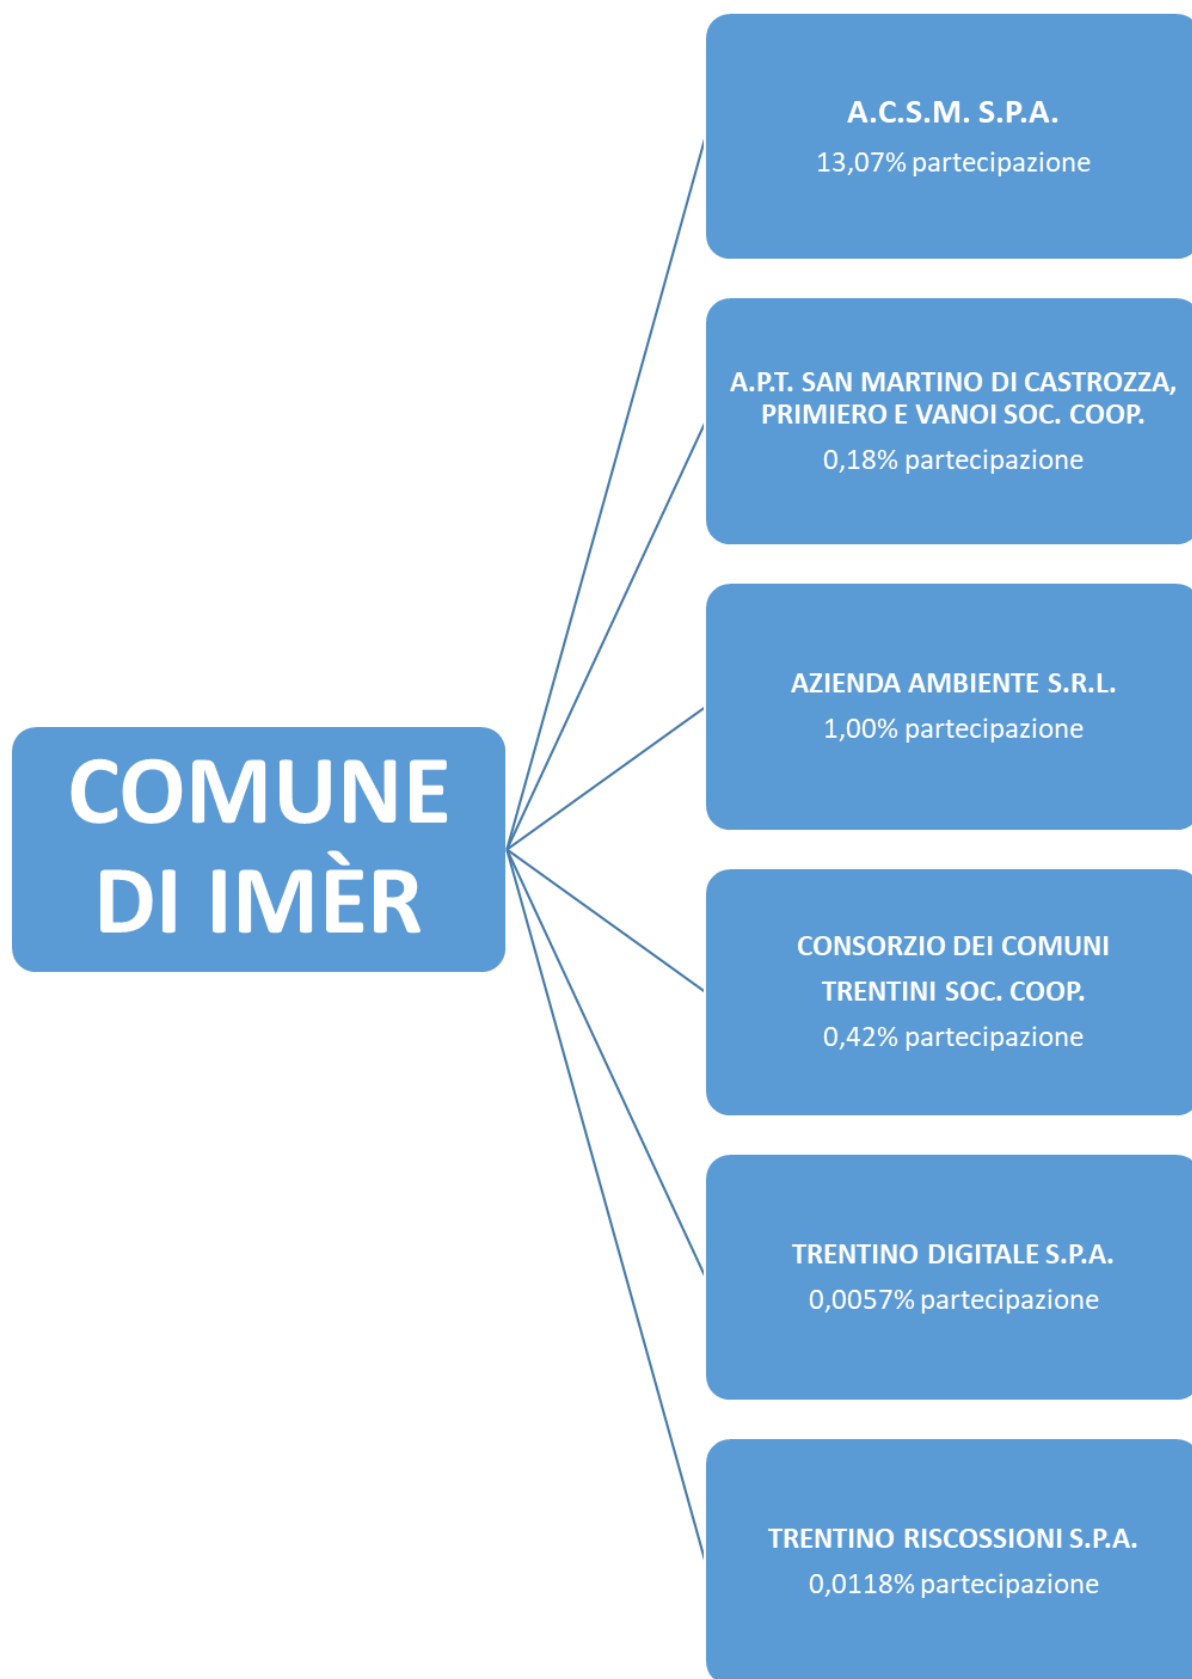 COMUNE
DI IMÈR
A.C.S.M. S.P.A.
13,07% partecipazione
A.P.T. SAN MARTINO DI CASTROZZA,
PRIMIERO E VANOI SOC. COOP.
0,18% partecipazione
AZIENDA AMBIENTE S.R.L.
1,00% partecipazione
CONSORZIO DEI COMUNI
TRENTINI SOC. COOP.
0,42% partecipazione
TRENTINO DIGITALE S.P.A.
0,0057% partecipazione
TRENTINO RISCOSSIONI S.P.A.
0,0118% partecipazione